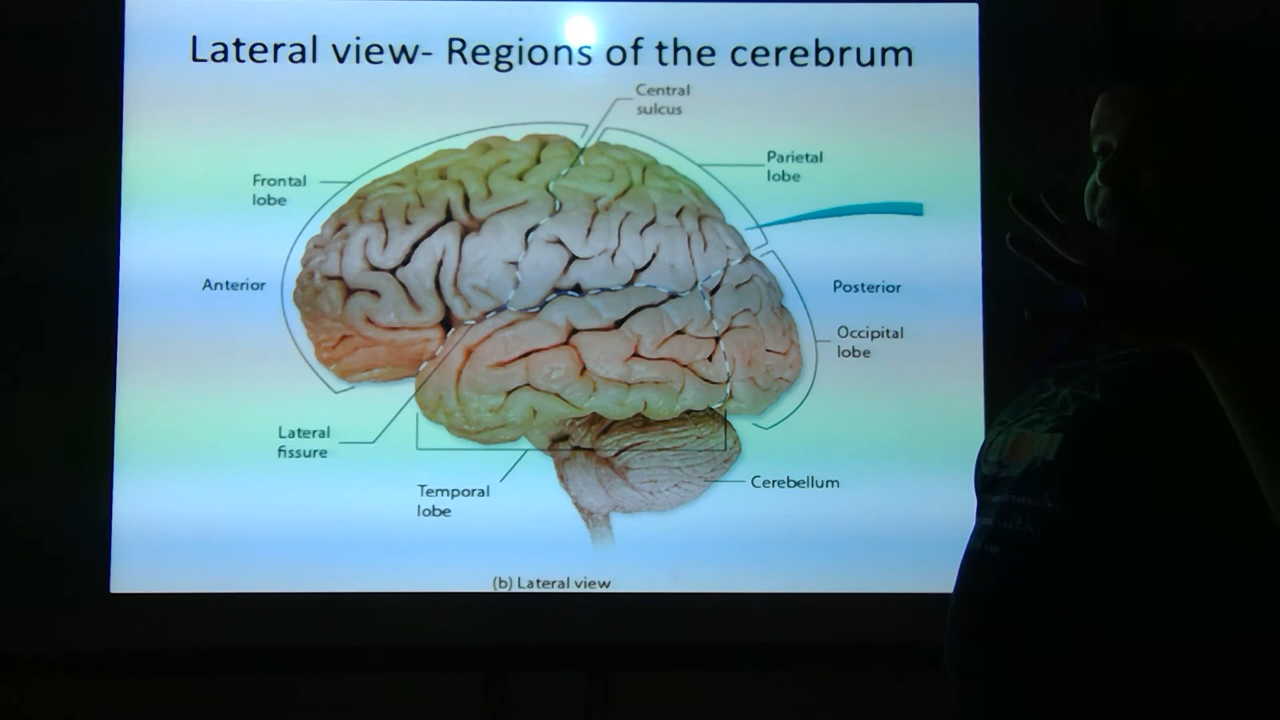 Lateral view- Regions of the cerebrum
Central
sulcus
Parietal
lobe
Frontal
lobe
Anterior
Posterior
Occipital
lobe
Lateral
fissure
Temporal
lobe
Cerebellum
(b) Lateral view